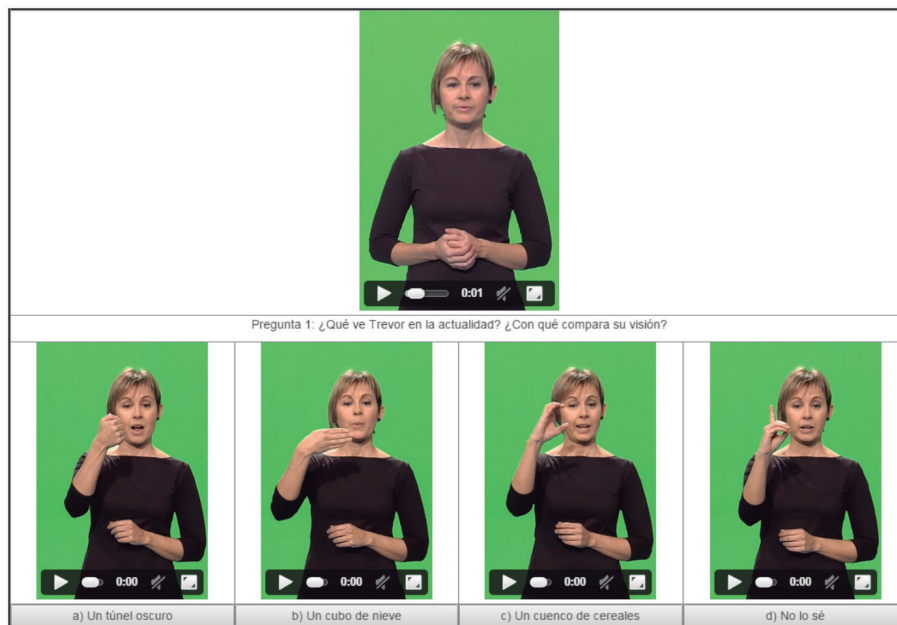 0:01
Pregunta 1: ¿Qué ve Trevor en la actualidad? ¿Con qué compara su visión?
0:00
0:00
0:00
0:00
a) Un túnel oscuro
b) Un cubo de nieve
c) Un cuenco de cereales
d) No lo sé